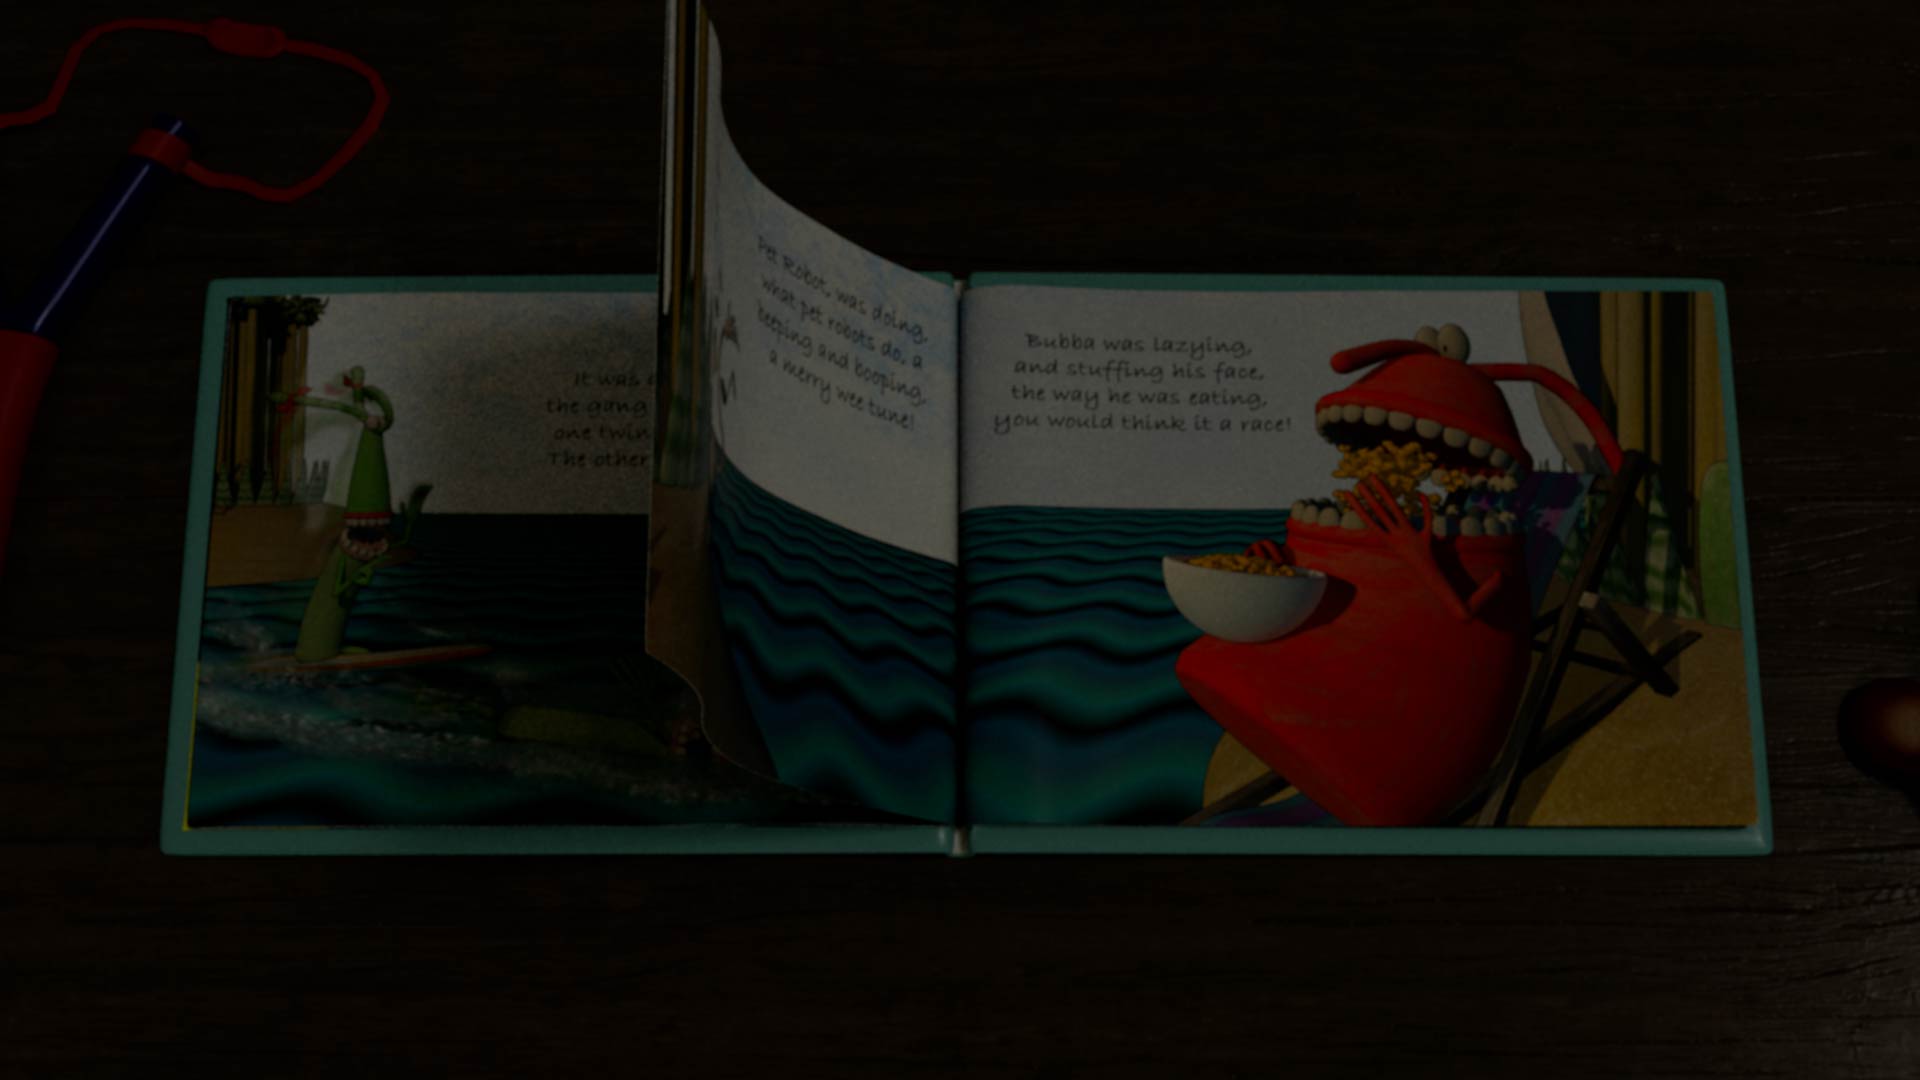 It was
the gang
one twin
The other
Pet Robot, was doing,
what pet robots do, a
beeping and booping,
a merry wee tune!
Bubba was lazying,
and stuffing his face,
the way he was eating,
you would think it a race!